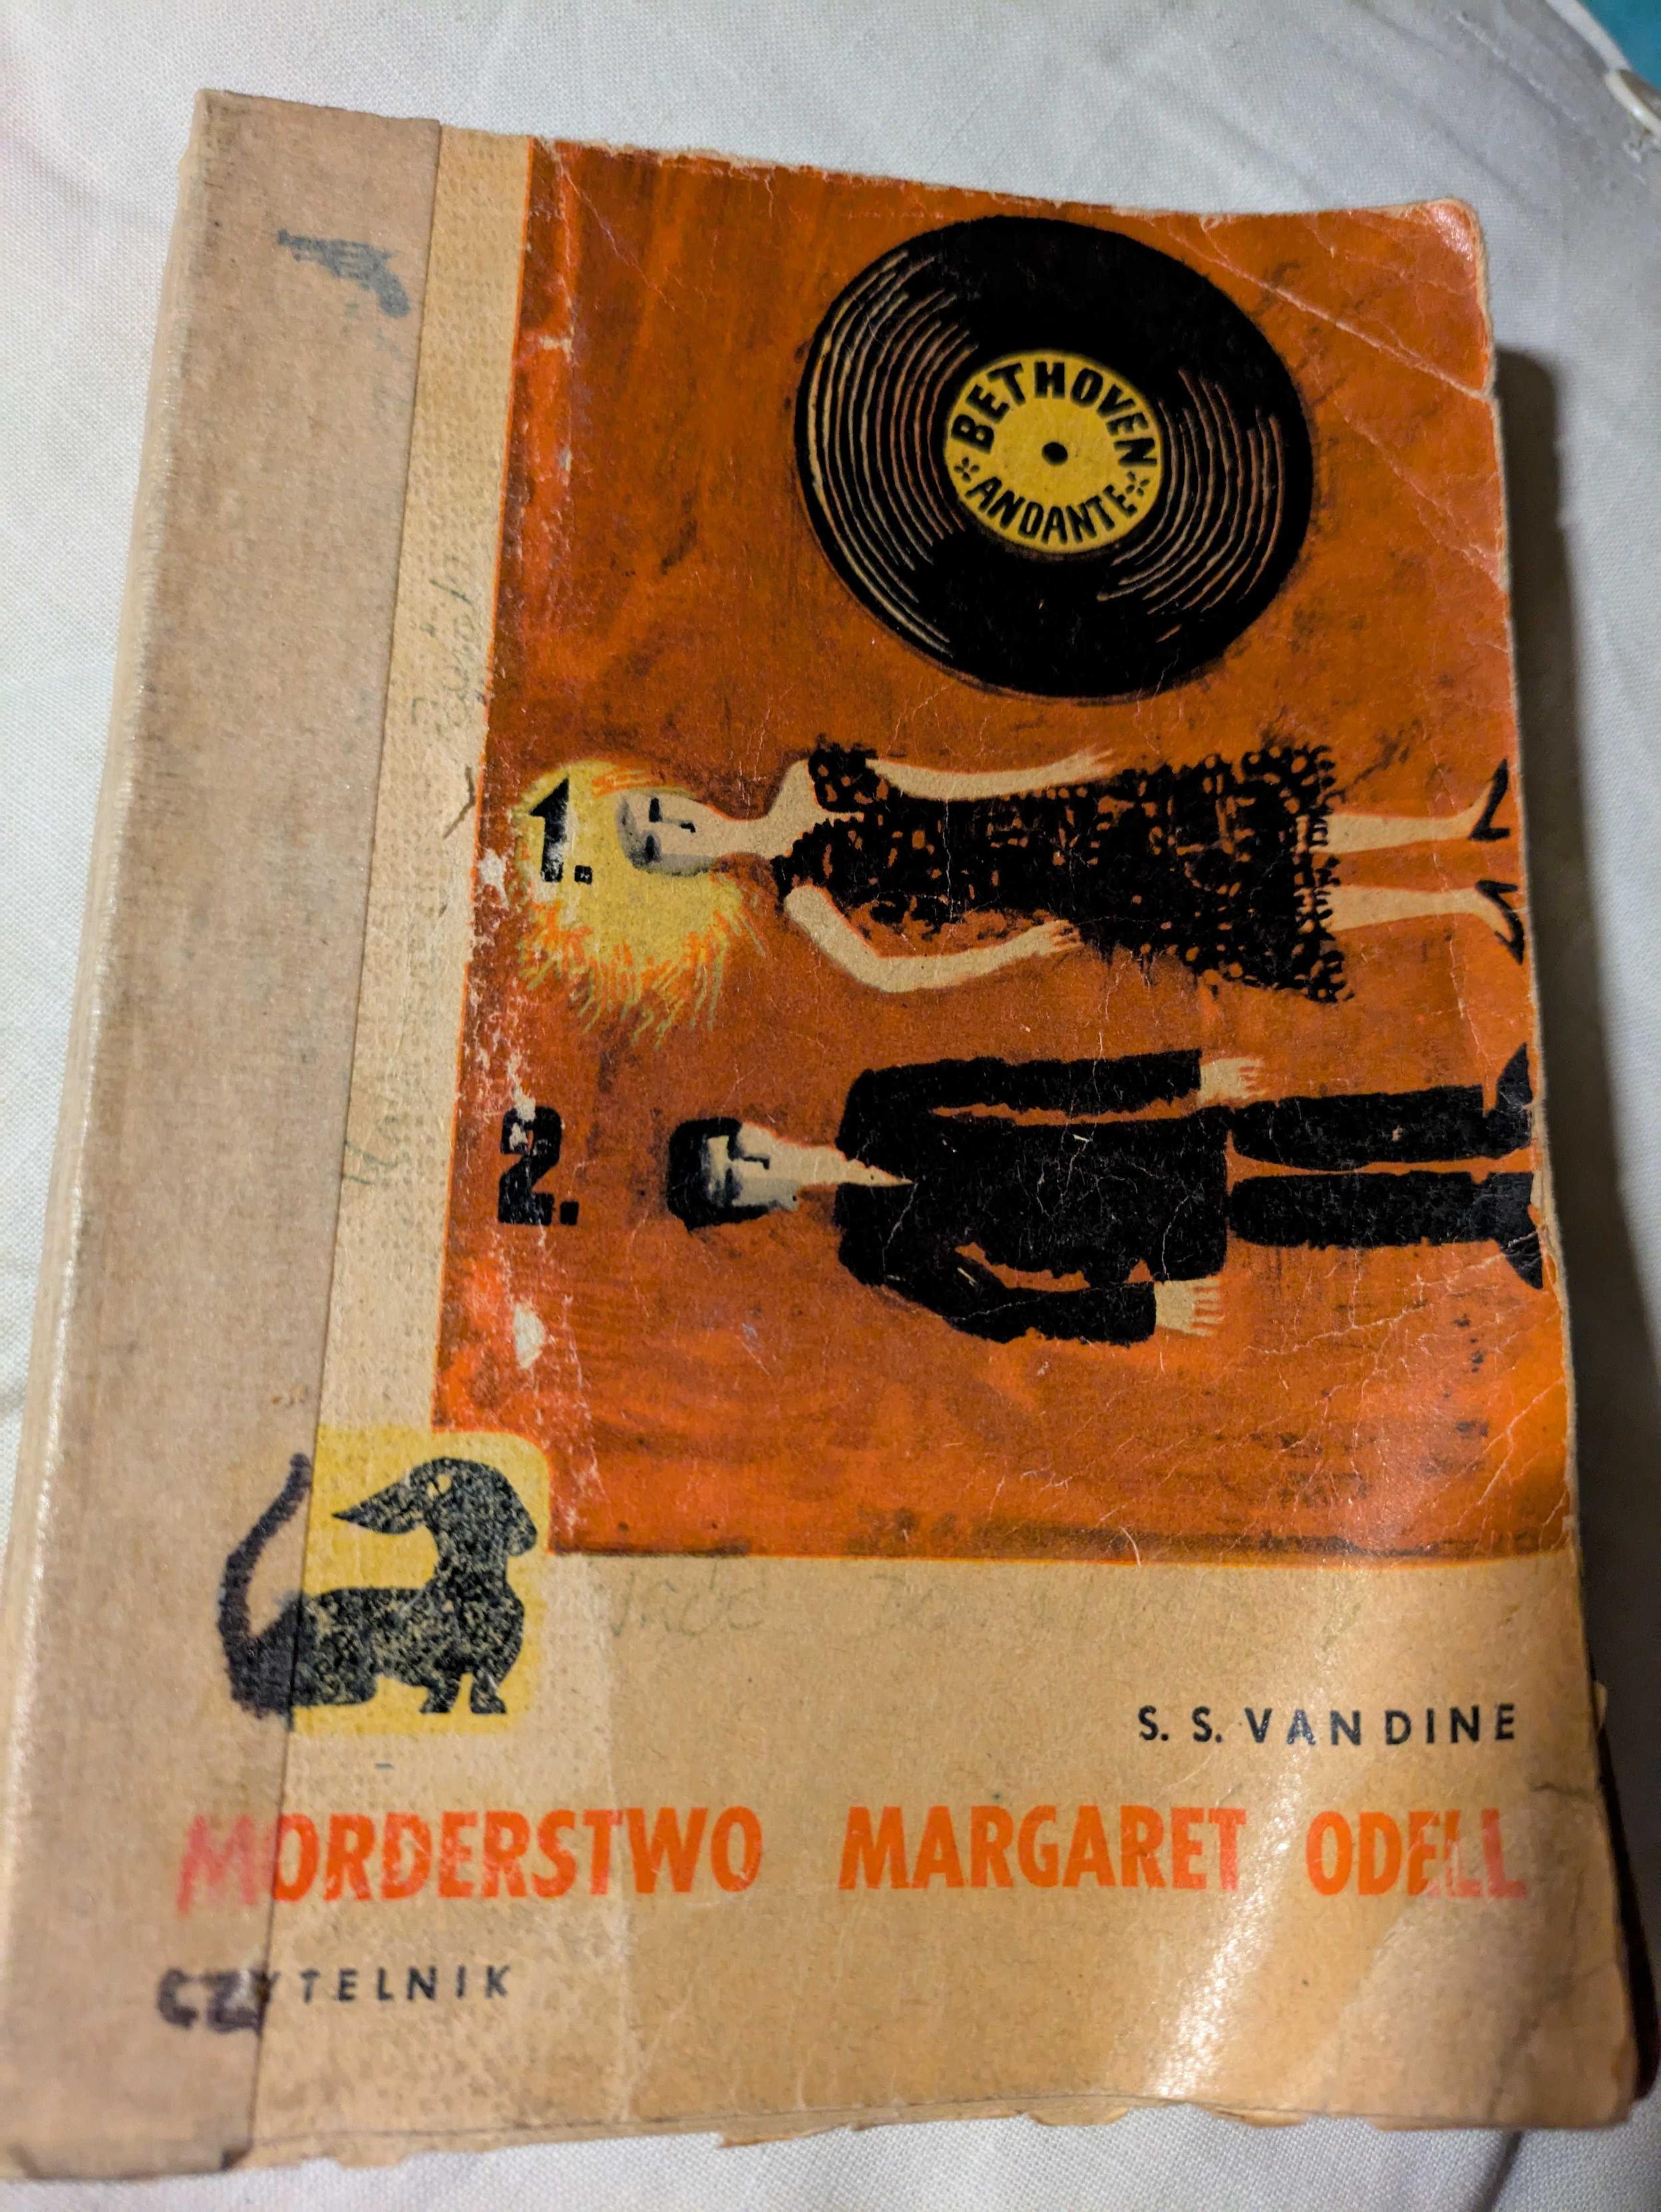 BETHOVEN
ANDANTE
1.
2.
S. S. VAN DINE
MORDERSTWO MARGARET ODELL
CZYTELNIK